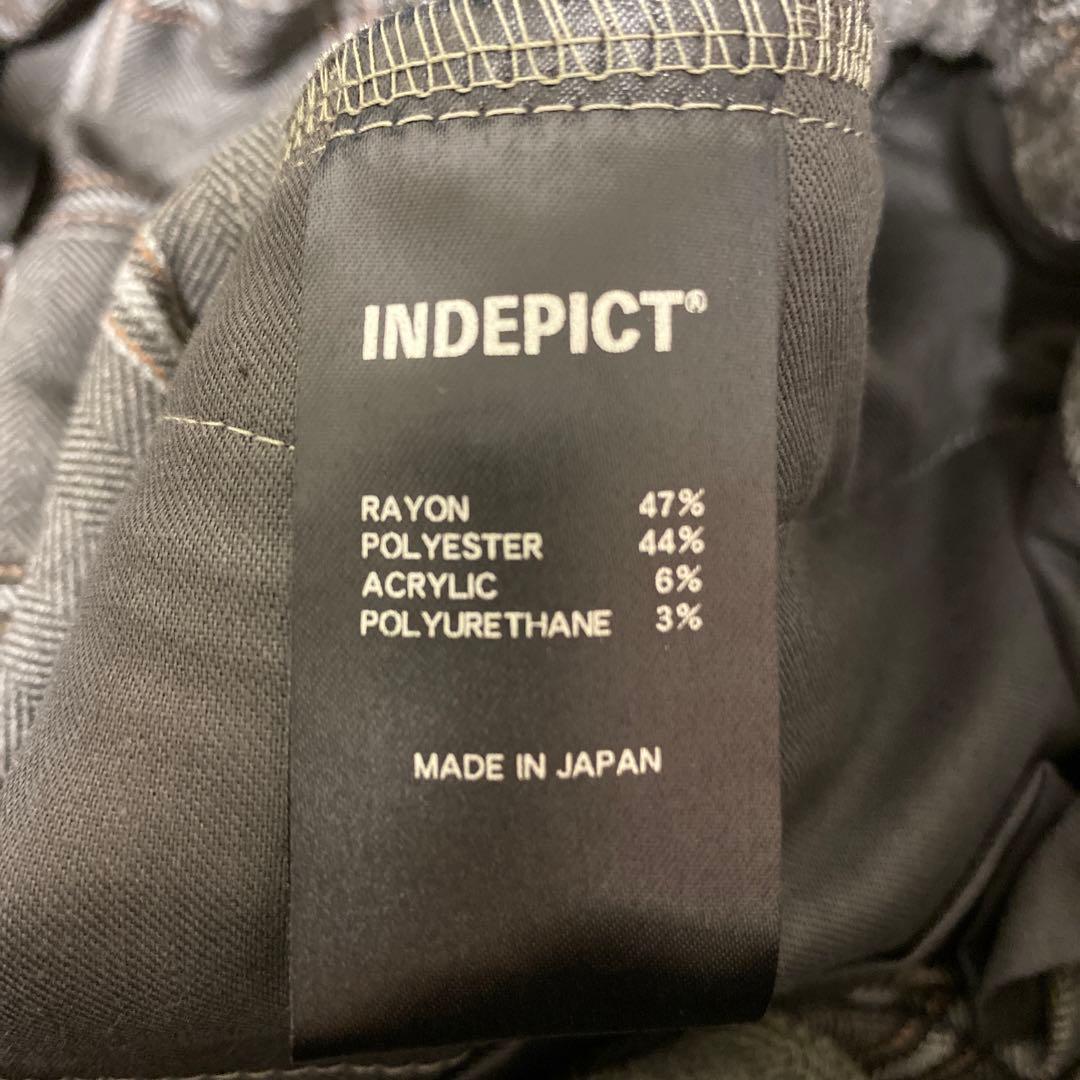 INDEPICT®
RAYON 47%
POLYESTER 44%
ACRYLIC 6%
POLYURETHANE 3%
MADE IN JAPAN